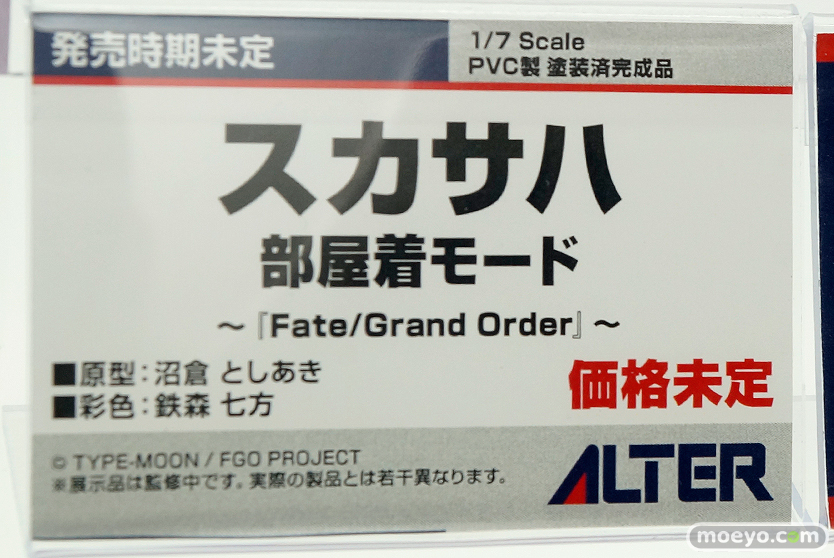 発売時期未定
1/7 Scale
PVC製 塗装済完成品
スカサハ
部屋着モード
～『Fate/Grand Order』～
■原型：沼倉 としあき
■彩色：鉄森 七方
価格未定
© TYPE-MOON / FGO PROJECT
※展示品は監修中です。実際の製品とは若干異なります。
ALTER
moeyo.com